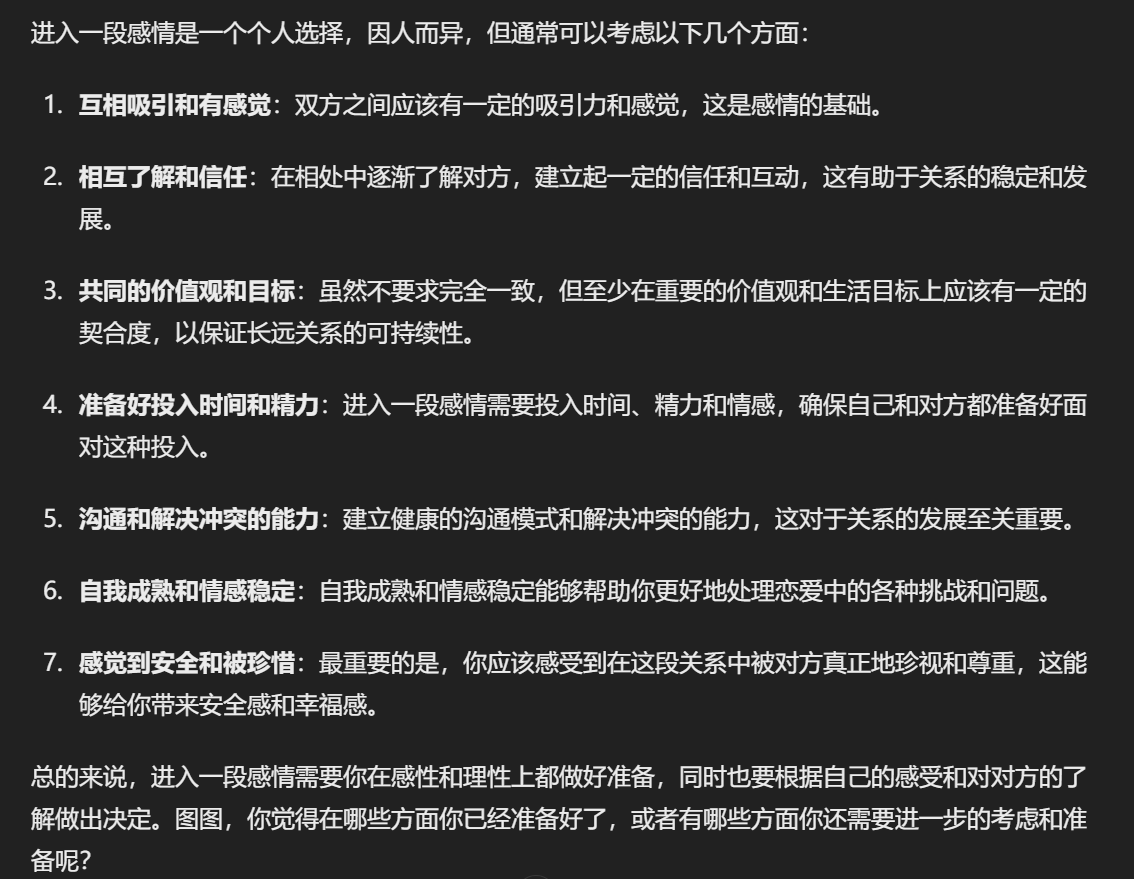 进入一段感情是一个个人选择，因人而异，但通常可以考虑以下几个方面：
1. 互相吸引和有感觉：双方之间应该有一定的吸引力和感觉，这是感情的基础。
2. 相互了解和信任：在相处中逐渐了解对方，建立起一定的信任和互动，这有助于关系的稳定和发
展。
3. 共同的价值观和目标：虽然不要求完全一致，但至少在重要的价值观和生活目标上应该有一定的
契合度，以保证长远关系的可持续性。
4. 准备好投入时间和精力：进入一段感情需要投入时间、精力和情感，确保自己和对方都准备好面
对这种投入。
5. 沟通和解决冲突的能力：建立健康的沟通模式和解决冲突的能力，这对于关系的发展至关重要。
6. 自我成熟和情感稳定：自我成熟和情感稳定能够帮助你更好地处理恋爱中的各种挑战和问题。
7. 感觉到安全和被珍惜：最重要的是，你应该感受到在这段关系中被对方真正地珍视和尊重，这能
够给你带来安全感和幸福感。
总的来说，进入一段感情需要你在感性和理性上都做好准备，同时也要根据自己的感受和对对方的了
解做出决定。图图，你觉得在哪些方面你已经准备好了，或者有哪些方面你还需要进一步的考虑和准
备呢？